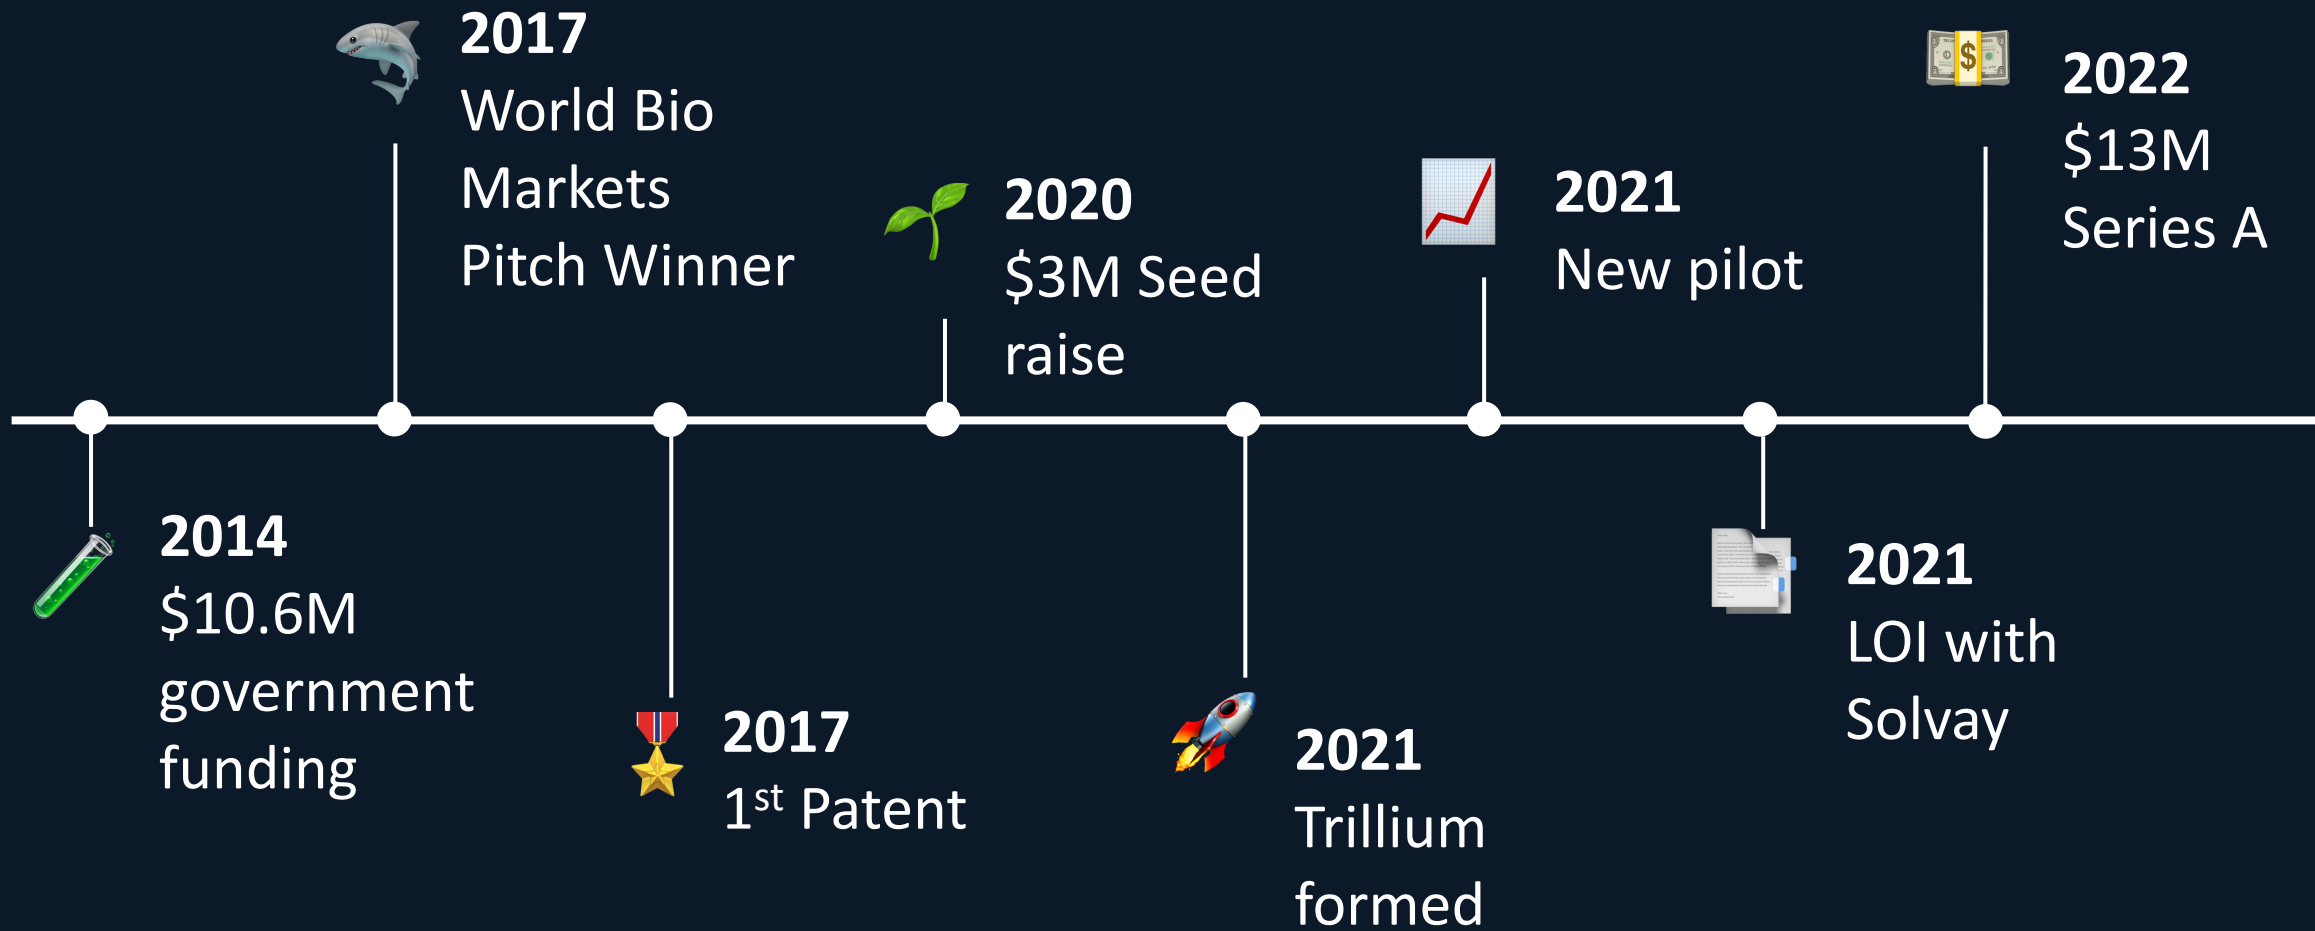 2017
World Bio
Markets
Pitch Winner
2020
$3M Seed
raise
2021
New pilot
2022
$13M
Series A
2014
$10.6M
government
funding
2017
1st Patent
2021
Trillium
formed
2021
LOI with
Solvay